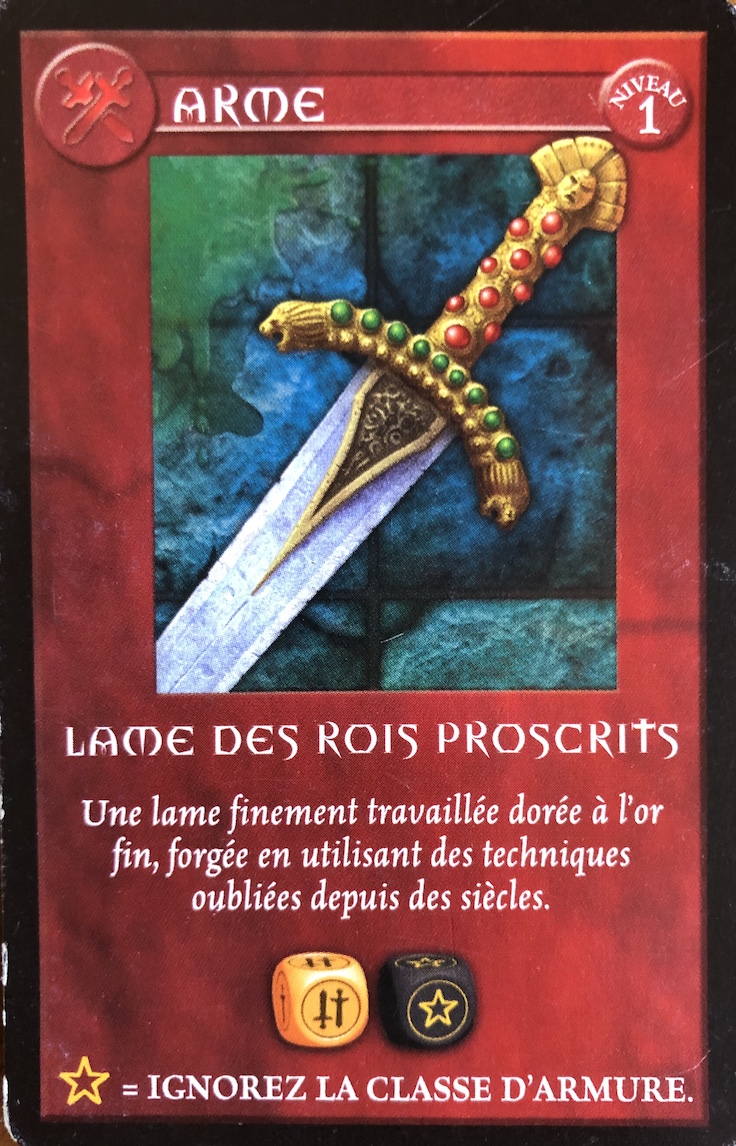 ARME
NIVEAU
1
LAME DES ROIS PROSCRITS
Une lame finement travaillée dorée à l'or
fin, forgée en utilisant des techniques
oubliées depuis des siècles.
= IGNOREZ LA CLASSE D'ARMURE.